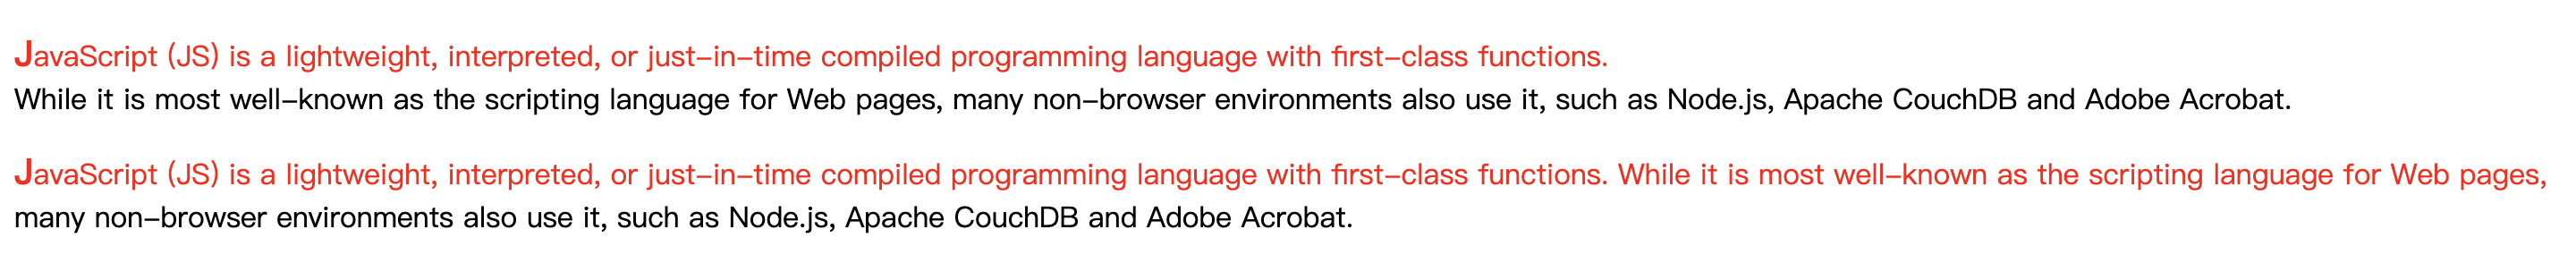 JavaScript (JS) is a lightweight, interpreted, or just-in-time compiled programming language with first-class functions.
While it is most well-known as the scripting language for Web pages, many non-browser environments also use it, such as Node.js, Apache CouchDB and Adobe Acrobat.
JavaScript (JS) is a lightweight, interpreted, or just-in-time compiled programming language with first-class functions. While it is most well-known as the scripting language for Web pages,
many non-browser environments also use it, such as Node.js, Apache CouchDB and Adobe Acrobat.